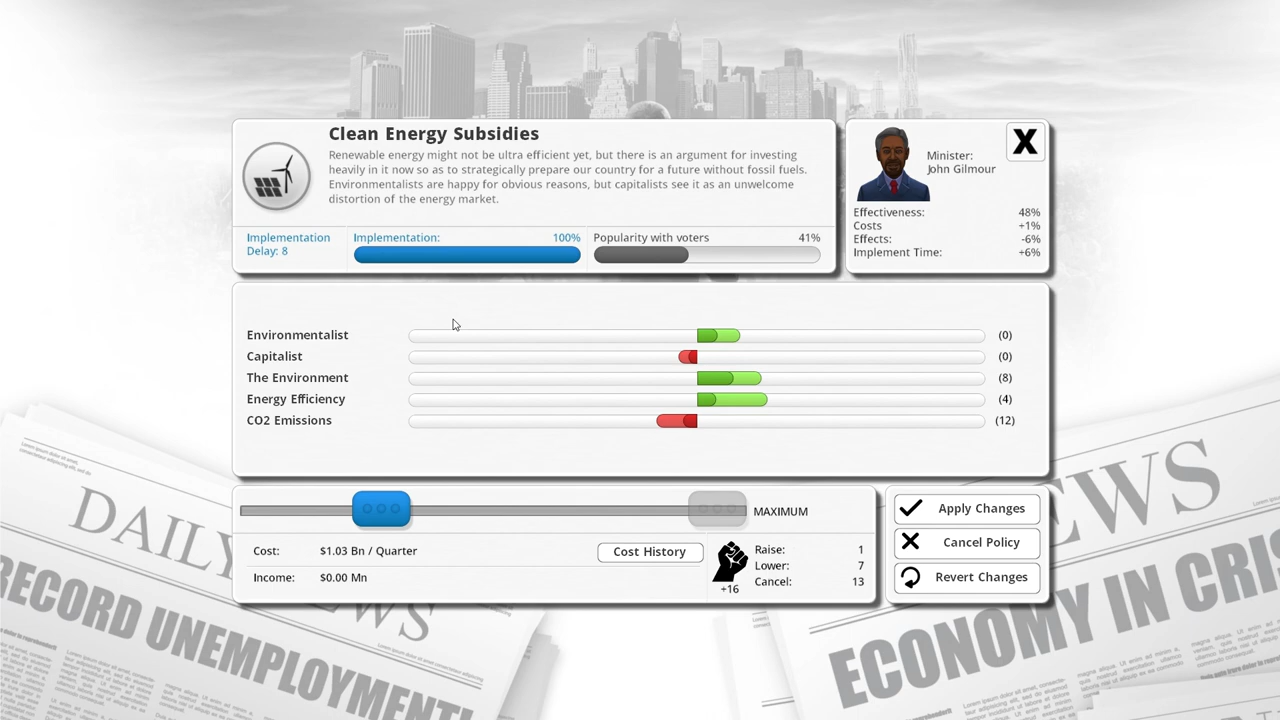 Clean Energy Subsidies
Renewable energy might not be ultra efficient yet, but there is an argument for investing
heavily in it now so as to strategically prepare our country for a future without fossil fuels.
Environmentalists are happy for obvious reasons, but capitalists see it as an unwelcome
distortion of the energy market.
Implementation
Delay: 8
Implementation: 100%
Popularity with voters 41%
X
Minister:
John Gilmour
Effectiveness: 48%
Costs +1%
Effects: -6%
Implement Time: +6%
Environmentalist (0)
Capitalist (0)
The Environment (8)
Energy Efficiency (4)
CO2 Emissions (12)
MAXIMUM
Cost: $1.03 Bn / Quarter
Income: $0.00 Mn
Cost History
+16
Raise: 1
Lower: 7
Cancel: 13
Apply Changes
Cancel Policy
Revert Changes
DAILY
NEWS
RECORD UNEMPLOYMENT!
EWS
ECONOMY IN CRIS